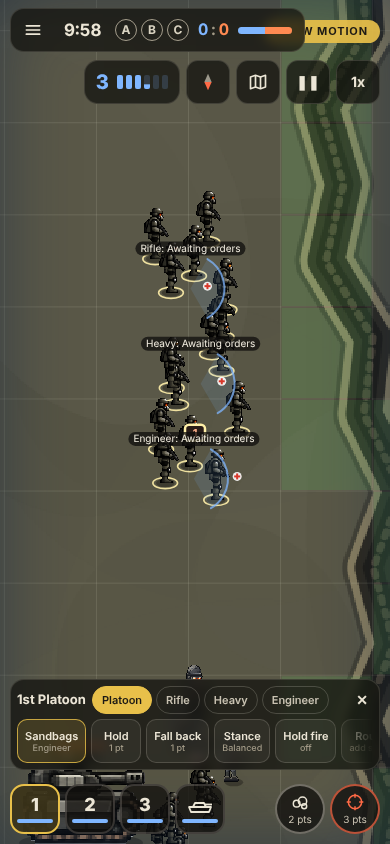 9:58 A B C 0:0 W MOTION
3 1x
Rifle: Awaiting orders
Heavy: Awaiting orders
Engineer: Awaiting orders
1st Platoon Platoon Rifle Heavy Engineer ×
Sandbags Hold Fall back Stance Hold fire
Engineer 1 pt 1 pt Balanced off
1 2 3
2 pts 3 pts